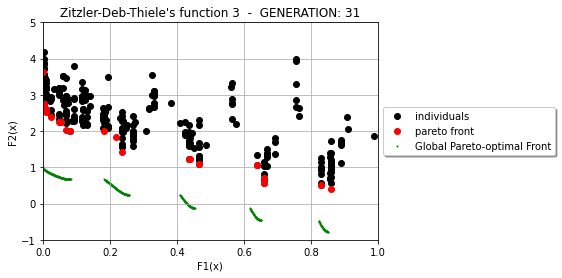 Zitzler-Deb-Thiele's function 3 - GENERATION: 31
5
4
3
2
1
0
−1
F2(x)
0.0 0.2 0.4 0.6 0.8 1.0
F1(x)
individuals
pareto front
Global Pareto-optimal Front